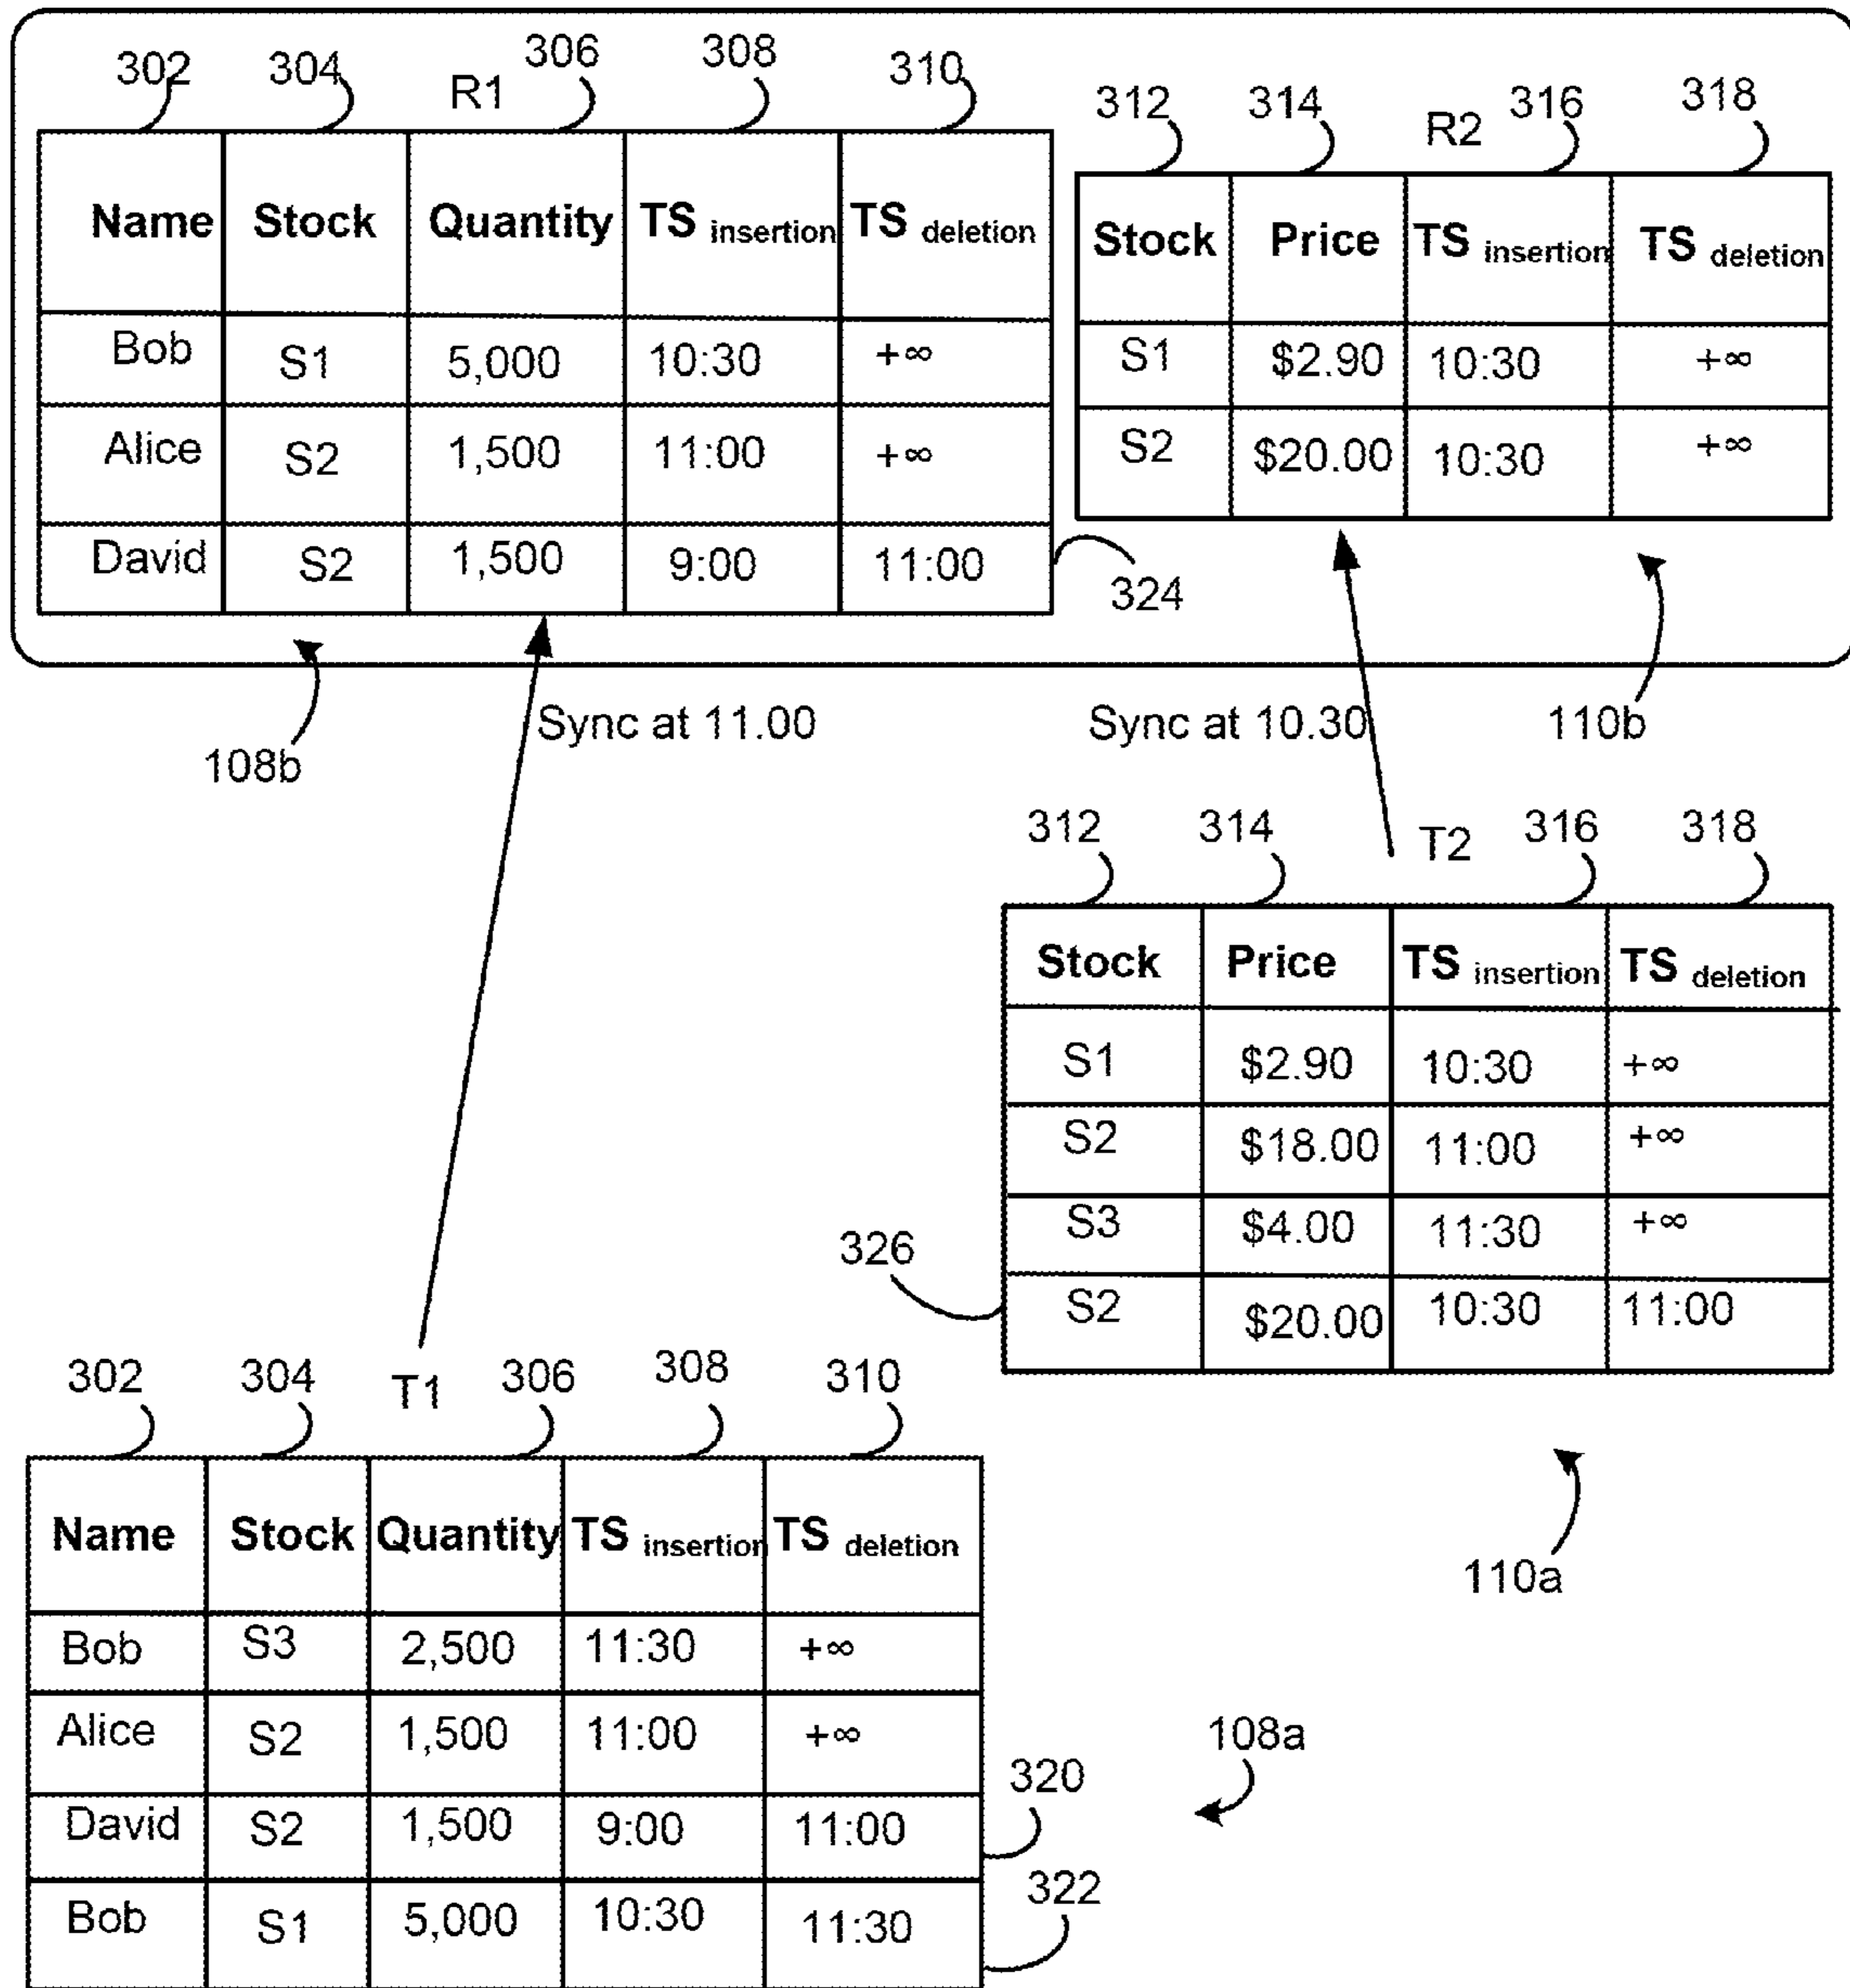 302 304 R1 306 308 310
Name Stock Quantity TS insertion TS deletion
Bob S1 5,000 10:30 +∞
Alice S2 1,500 11:00 +∞
David S2 1,500 9:00 11:00
324
108b
312 314 R2 316 318
Stock Price TS insertion TS deletion
S1 $2.90 10:30 +∞
S2 $20.00 10:30 +∞
110b
Sync at 11.00
Sync at 10.30
312 314 T2 316 318
Stock Price TS insertion TS deletion
S1 $2.90 10:30 +∞
S2 $18.00 11:00 +∞
S3 $4.00 11:30 +∞
326
S2 $20.00 10:30 11:00
110a
302 304 T1 306 308 310
Name Stock Quantity TS insertion TS deletion
Bob S3 2,500 11:30 +∞
Alice S2 1,500 11:00 +∞
108a
David S2 1,500 9:00 11:00
320
Bob S1 5,000 10:30 11:30
322